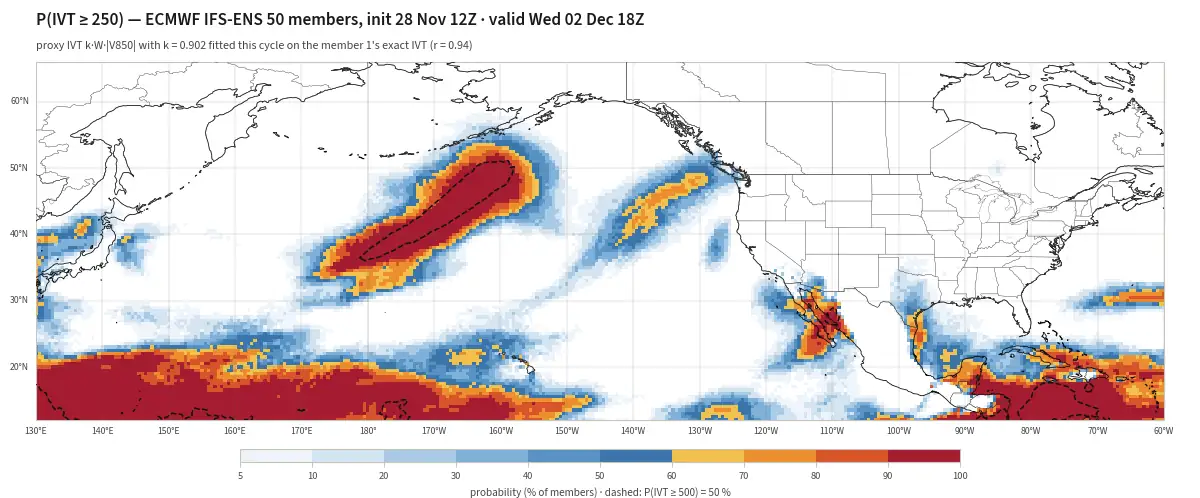 P(IVT ≥ 250) — ECMWF IFS-ENS 50 members, init 28 Nov 12Z · valid Wed 02 Dec 18Z
proxy IVT k·W·|V850| with k = 0.902 fitted this cycle on the member 1's exact IVT (r = 0.94)
60°N
50°N
40°N
30°N
20°N
130°E 140°E 150°E 160°E 170°E 180° 170°W 160°W 150°W 140°W 130°W 120°W 110°W 100°W 90°W 80°W 70°W 60°W
5 10 20 30 40 50 60 70 80 90 100
probability (% of members) · dashed: P(IVT ≥ 500) = 50 %